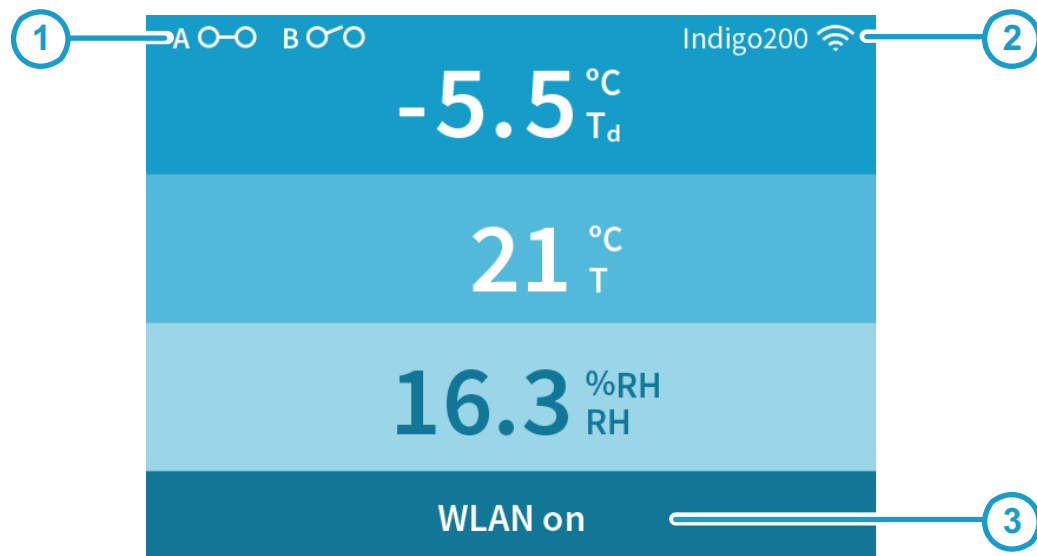 1 A B Indigo200 2
-5.5 °C
Td
21 °C
T
16.3 %RH
RH
WLAN on 3